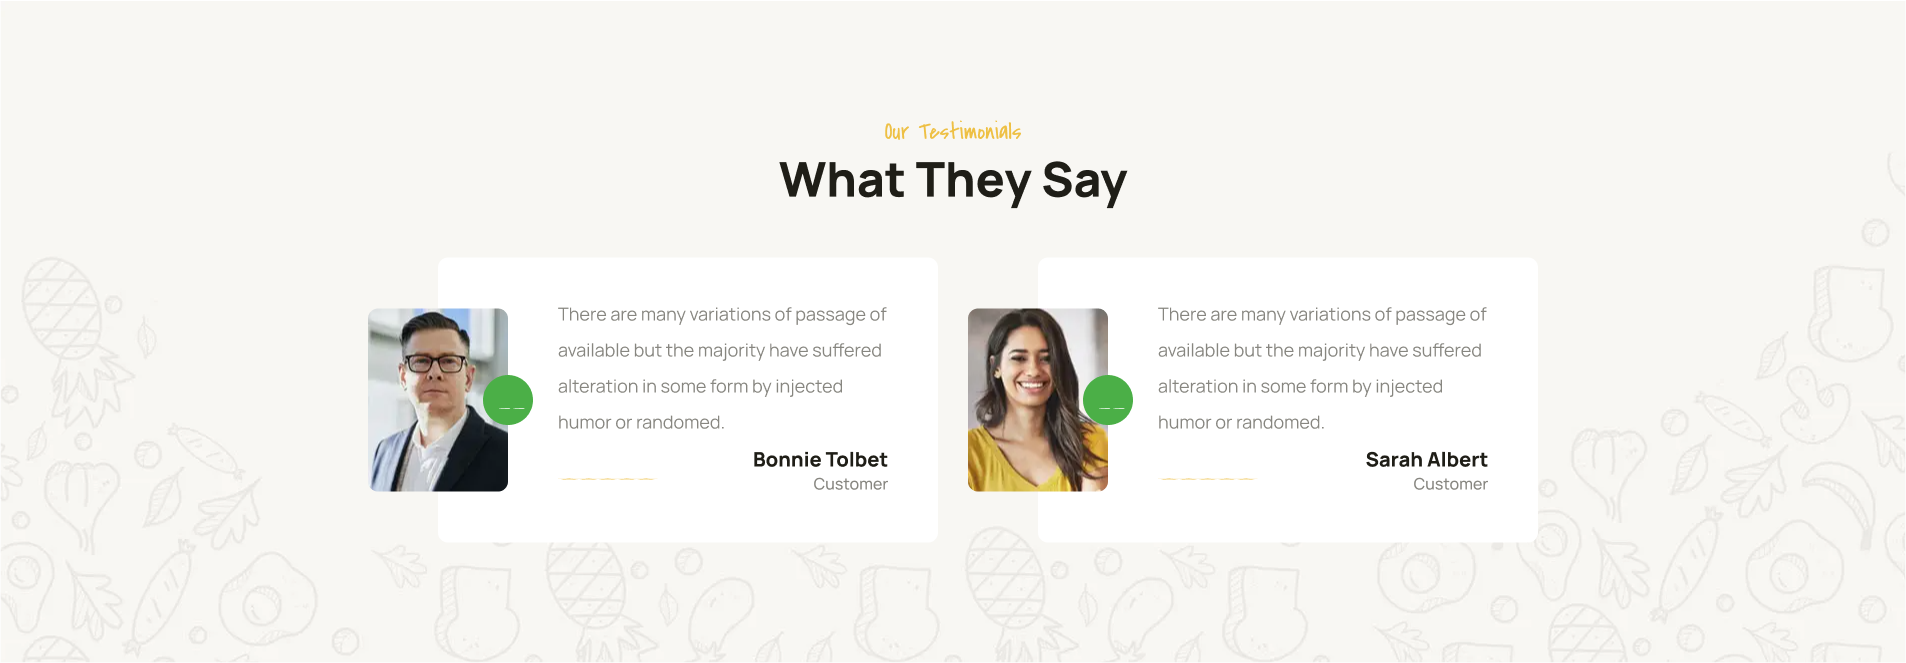 Our Testimonials
What They Say
There are many variations of passage of
available but the majority have suffered
alteration in some form by injected
humor or randomed.
Bonnie Tolbet
Customer
There are many variations of passage of
available but the majority have suffered
alteration in some form by injected
humor or randomed.
Sarah Albert
Customer